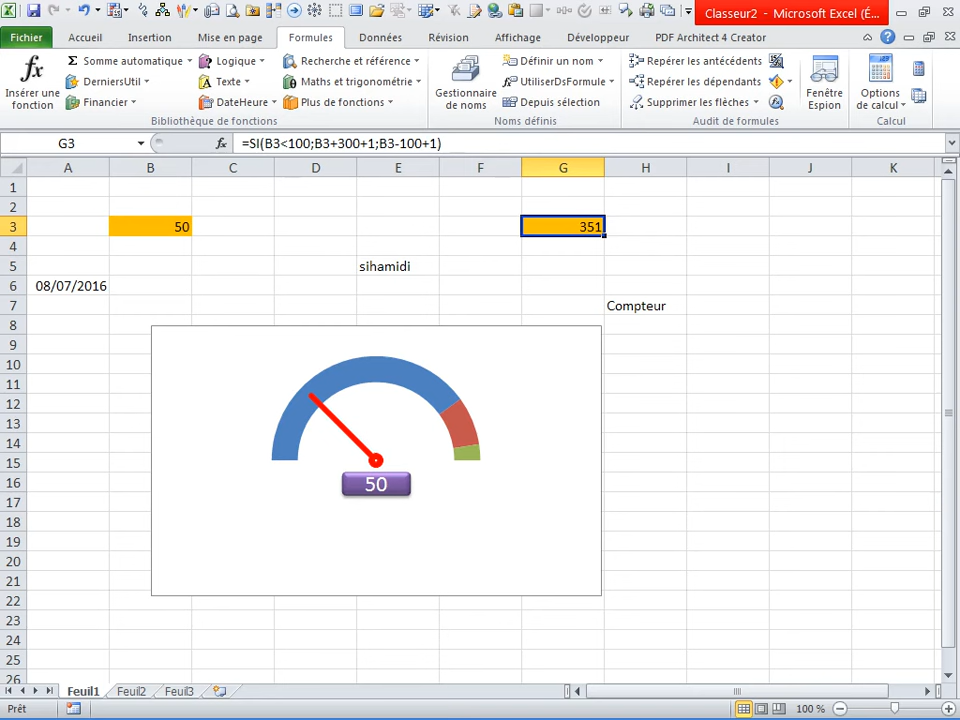 Classeur2 - Microsoft Excel (É...
Fichier Accueil Insertion Mise en page Formules Données Révision Affichage Développeur PDF Architect 4 Creator
Insérer une fonction
Σ Somme automatique
DerniersUtil
Financier
Logique
Texte
DateHeure
Recherche et référence
Maths et trigonométrie
Plus de fonctions
Bibliothèque de fonctions
Gestionnaire de noms
Définir un nom
UtiliserDsFormule
Depuis sélection
Noms définis
Repérer les antécédents
Repérer les dépendants
Supprimer les flèches
Audit de formules
Fenêtre Espion
Options de calcul
Calcul
G3 fx =SI(B3<100;B3+300+1;B3-100+1)
A B C D E F G H I J K
1
2
3 50 351
4
5 sihamidi
6 08/07/2016
7 Compteur
8
9
10
11
12
13
14
15
16 50
17
18
19
20
21
22
23
24
25
26
Feuil1 Feuil2 Feuil3
Prêt 100 %